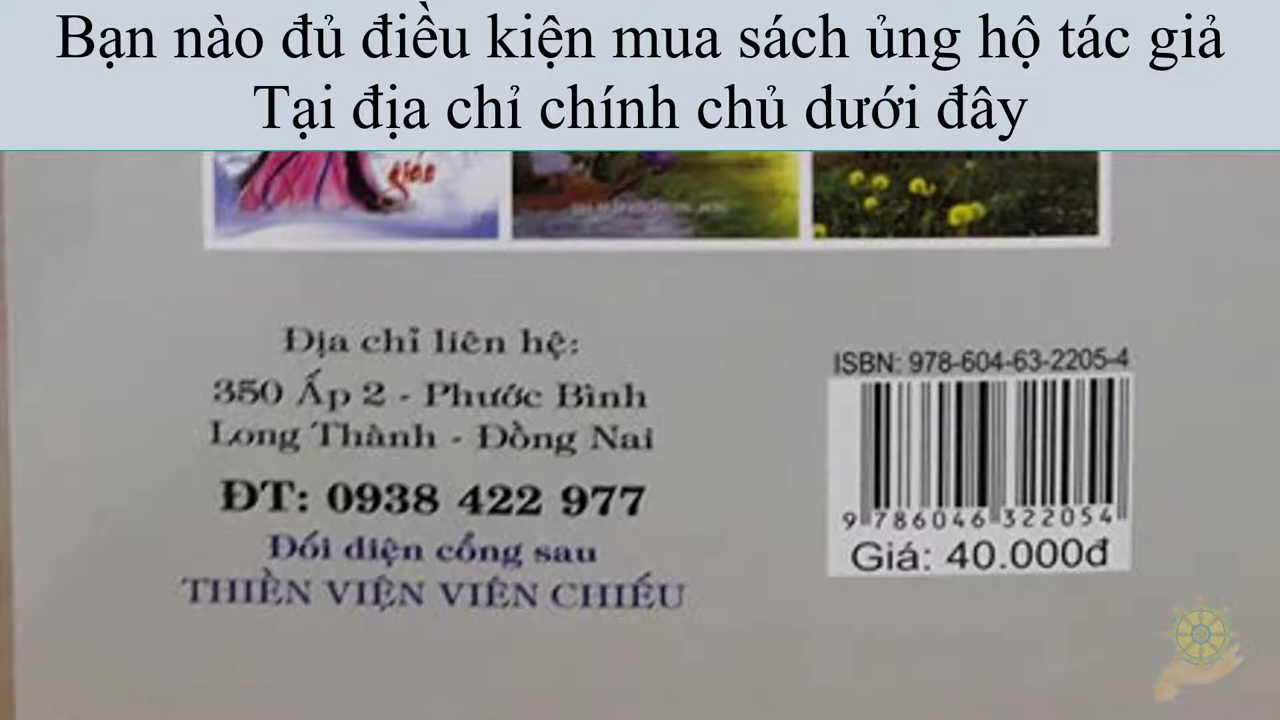 Bạn nào đủ điều kiện mua sách ủng hộ tác giả
Tại địa chỉ chính chủ dưới đây
giác
Địa chỉ liên hệ:
350 Ấp 2 - Phước Bình
Long Thành - Đồng Nai
ĐT: 0938 422 977
Đối diện cổng sau
THIỀN VIỆN VIÊN CHIẾU
ISBN: 978-604-63-2205-4
9 786046 322054
Giá: 40.000đ